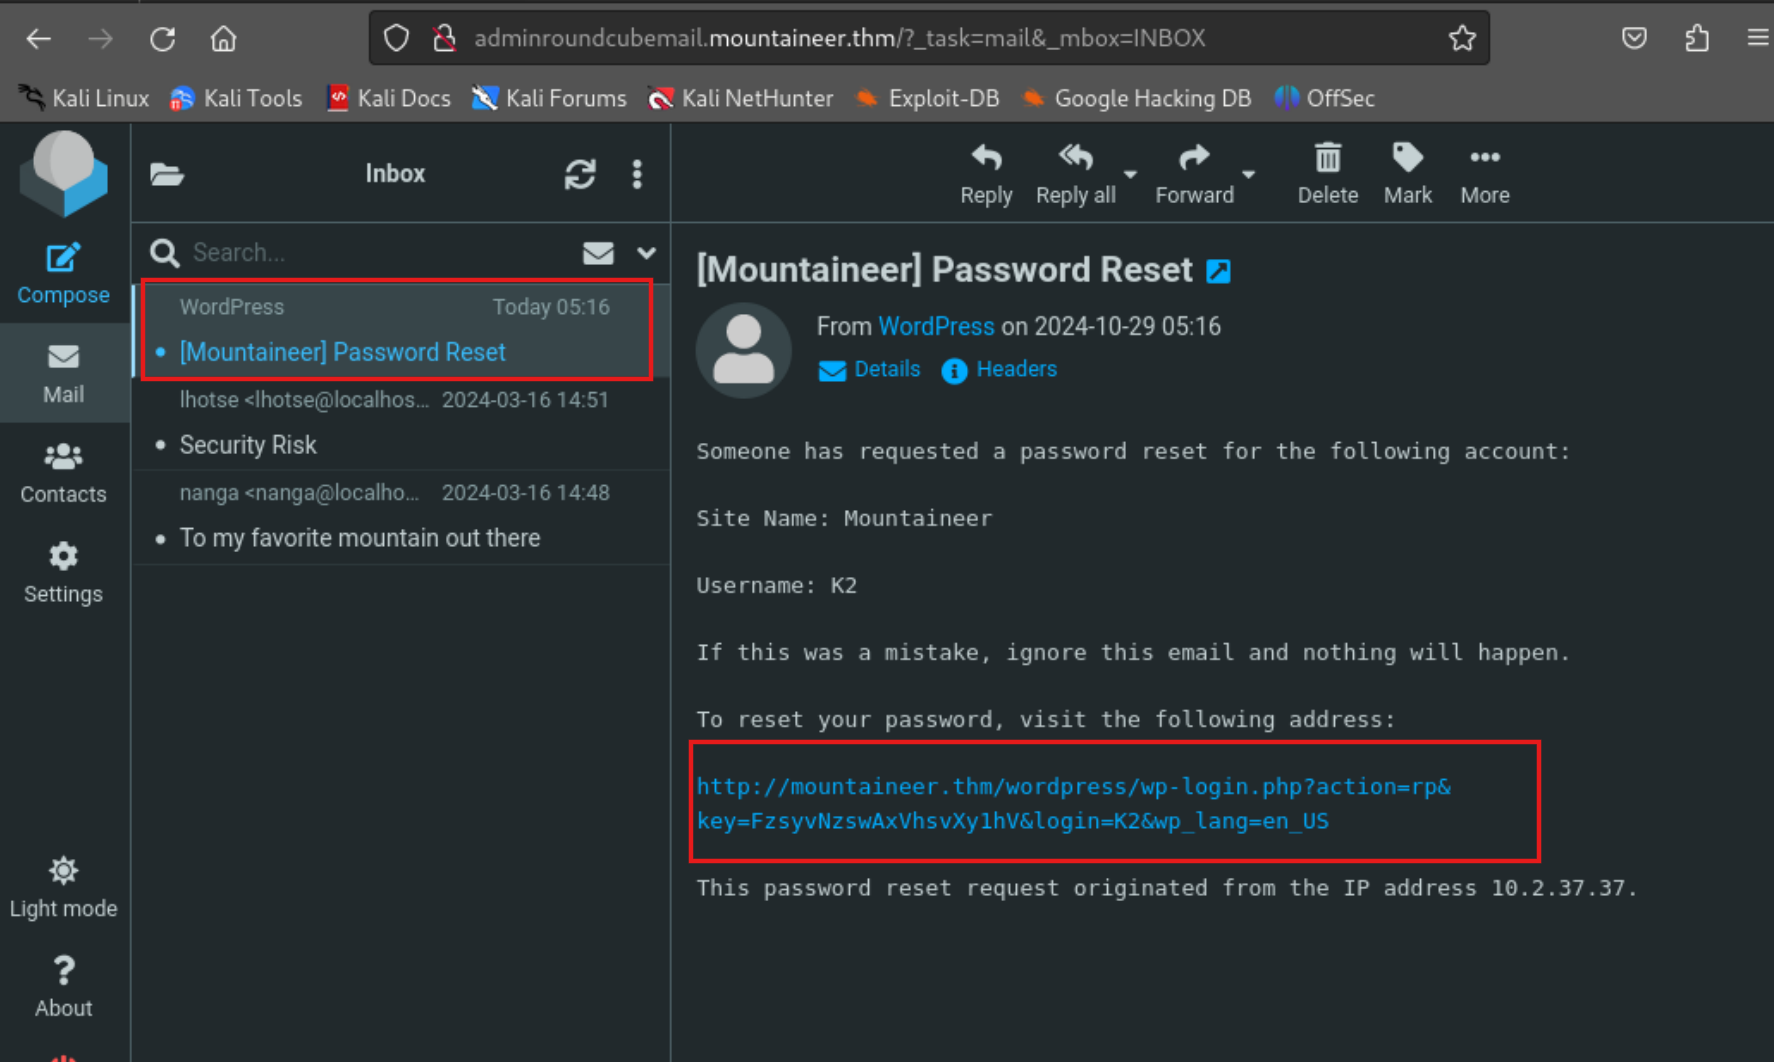 adminroundcubemail.mountaineer.thm/?_task=mail&_mbox=INBOX
Kali Linux Kali Tools Kali Docs Kali Forums Kali NetHunter Exploit-DB Google Hacking DB OffSec
Inbox
Reply Reply all Forward Delete Mark More
Compose
Mail
Contacts
Settings
Light mode
About
Search...
WordPress Today 05:16
[Mountaineer] Password Reset
lhotse <lhotse@localhos... 2024-03-16 14:51
Security Risk
nanga <nanga@localho... 2024-03-16 14:48
To my favorite mountain out there
[Mountaineer] Password Reset
From WordPress on 2024-10-29 05:16
Details Headers
Someone has requested a password reset for the following account:
Site Name: Mountaineer
Username: K2
If this was a mistake, ignore this email and nothing will happen.
To reset your password, visit the following address:
http://mountaineer.thm/wordpress/wp-login.php?action=rp&
key=FzsyvNzswAxVhsvXy1hV&login=K2&wp_lang=en_US
This password reset request originated from the IP address 10.2.37.37.